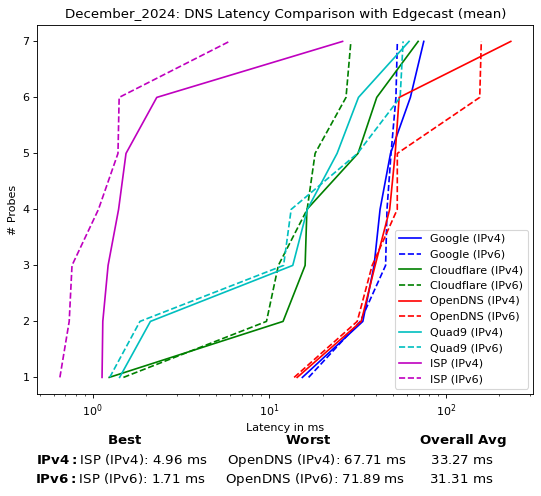 December_2024: DNS Latency Comparison with Edgecast (mean)
# Probes
7
6
5
4
3
2
1
Google (IPv4)
Google (IPv6)
Cloudflare (IPv4)
Cloudflare (IPv6)
OpenDNS (IPv4)
OpenDNS (IPv6)
Quad9 (IPv4)
Quad9 (IPv6)
ISP (IPv4)
ISP (IPv6)
10⁰ 10¹ 10²
Latency in ms
Best Worst Overall Avg
IPv4: ISP (IPv4): 4.96 ms OpenDNS (IPv4): 67.71 ms 33.27 ms
IPv6: ISP (IPv6): 1.71 ms OpenDNS (IPv6): 71.89 ms 31.31 ms